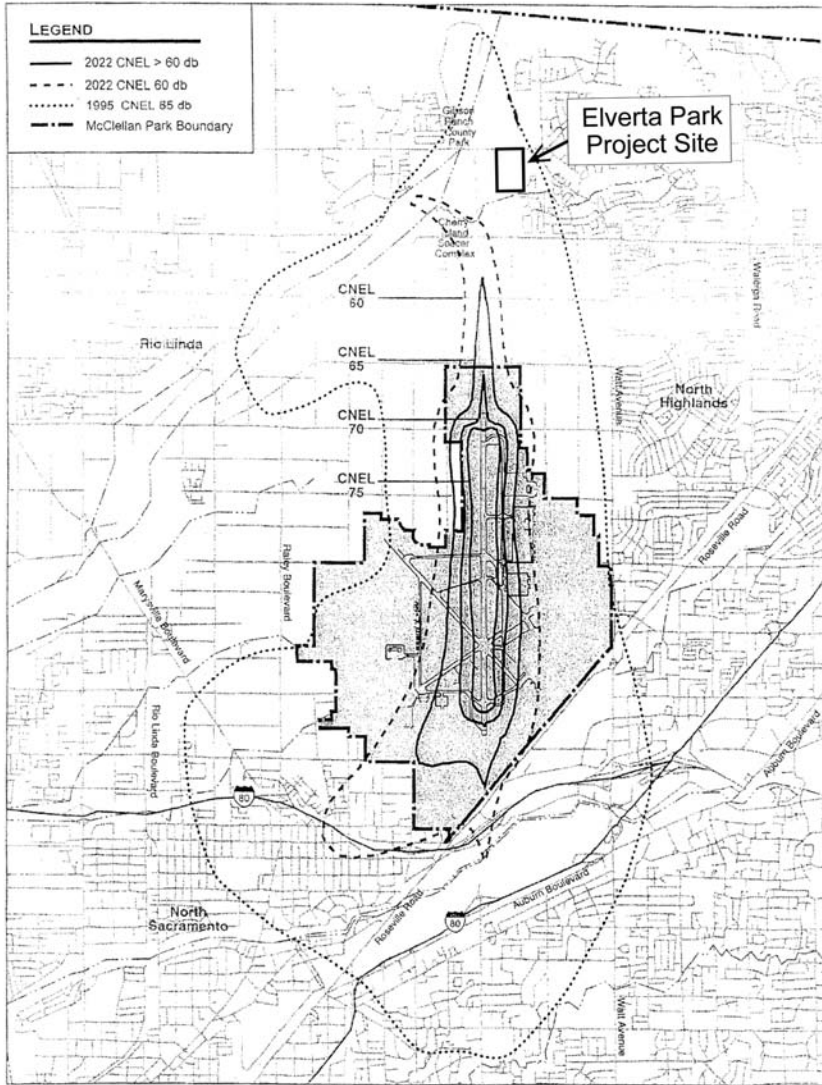 LEGEND
2022 CNEL > 60 db
2022 CNEL 60 db
1995 CNEL 65 db
McClellan Park Boundary
Gibson
Ranch
County
Park
Elverta Park
Project Site
Cherry
Island
Soccer
Complex
CNEL
60
Rio Linda
CNEL
65
Walerga Road
Watt Avenue
North
Highlands
CNEL
70
CNEL
75
Roseville Road
Raley Boulevard
Marysville Boulevard
Rio Linda Boulevard
80
Auburn Boulevard
North
Sacramento
Roseville Road
80
Auburn Boulevard
Watt Avenue